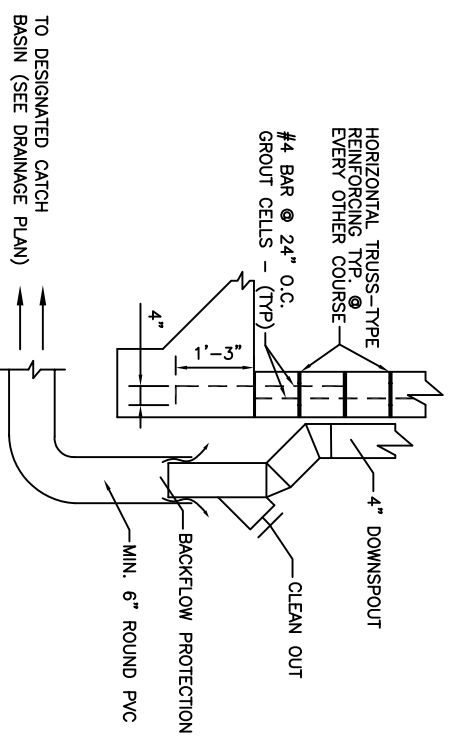 HORIZONTAL TRUSS-TYPE
REINFORCING TYP. @
EVERY OTHER COURSE
#4 BAR @ 24" O.C.
GROUT CELLS - (TYP)
1'-3"
4"
TO DESIGNATED CATCH
BASIN (SEE DRAINAGE PLAN)
4" DOWNSPOUT
CLEAN OUT
BACKFLOW PROTECTION
MIN. 6" ROUND PVC